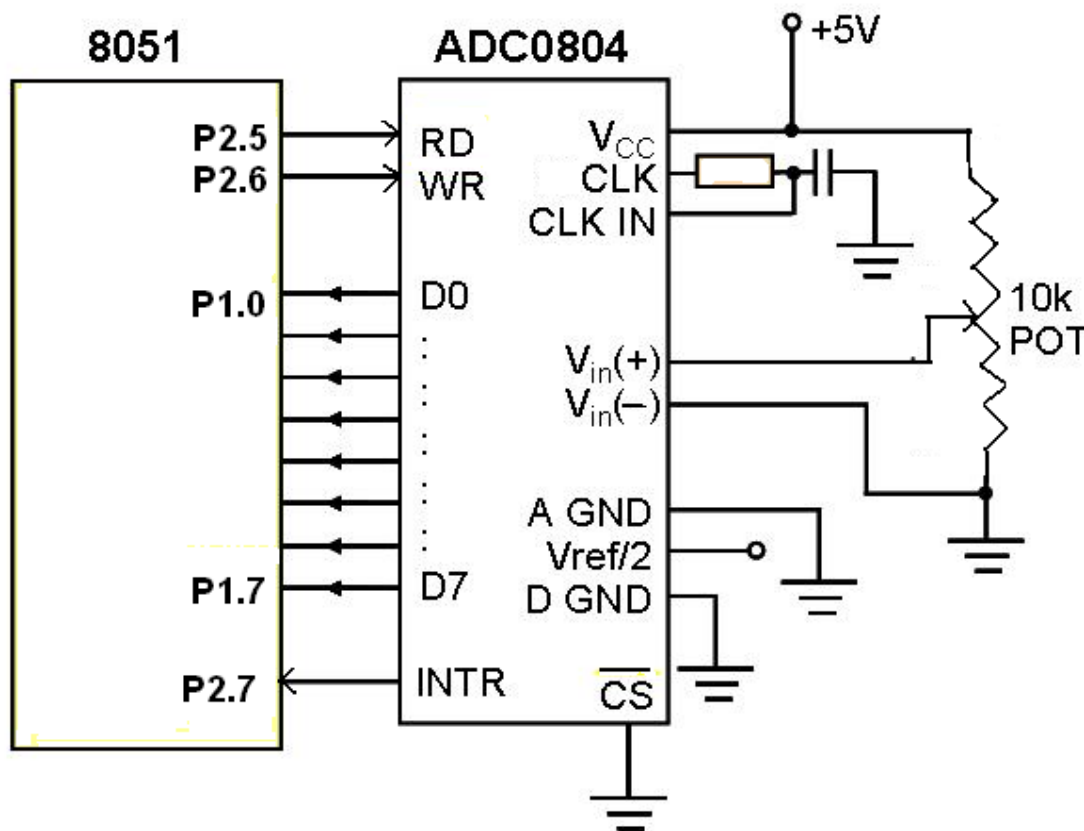 8051
ADC0804
+5V
P2.5
P2.6
P1.0
P1.7
P2.7
RD
WR
D0
D7
INTR
VCC
CLK
CLK IN
Vin(+)
Vin(–)
A GND
Vref/2
D GND
CS
10k
POT